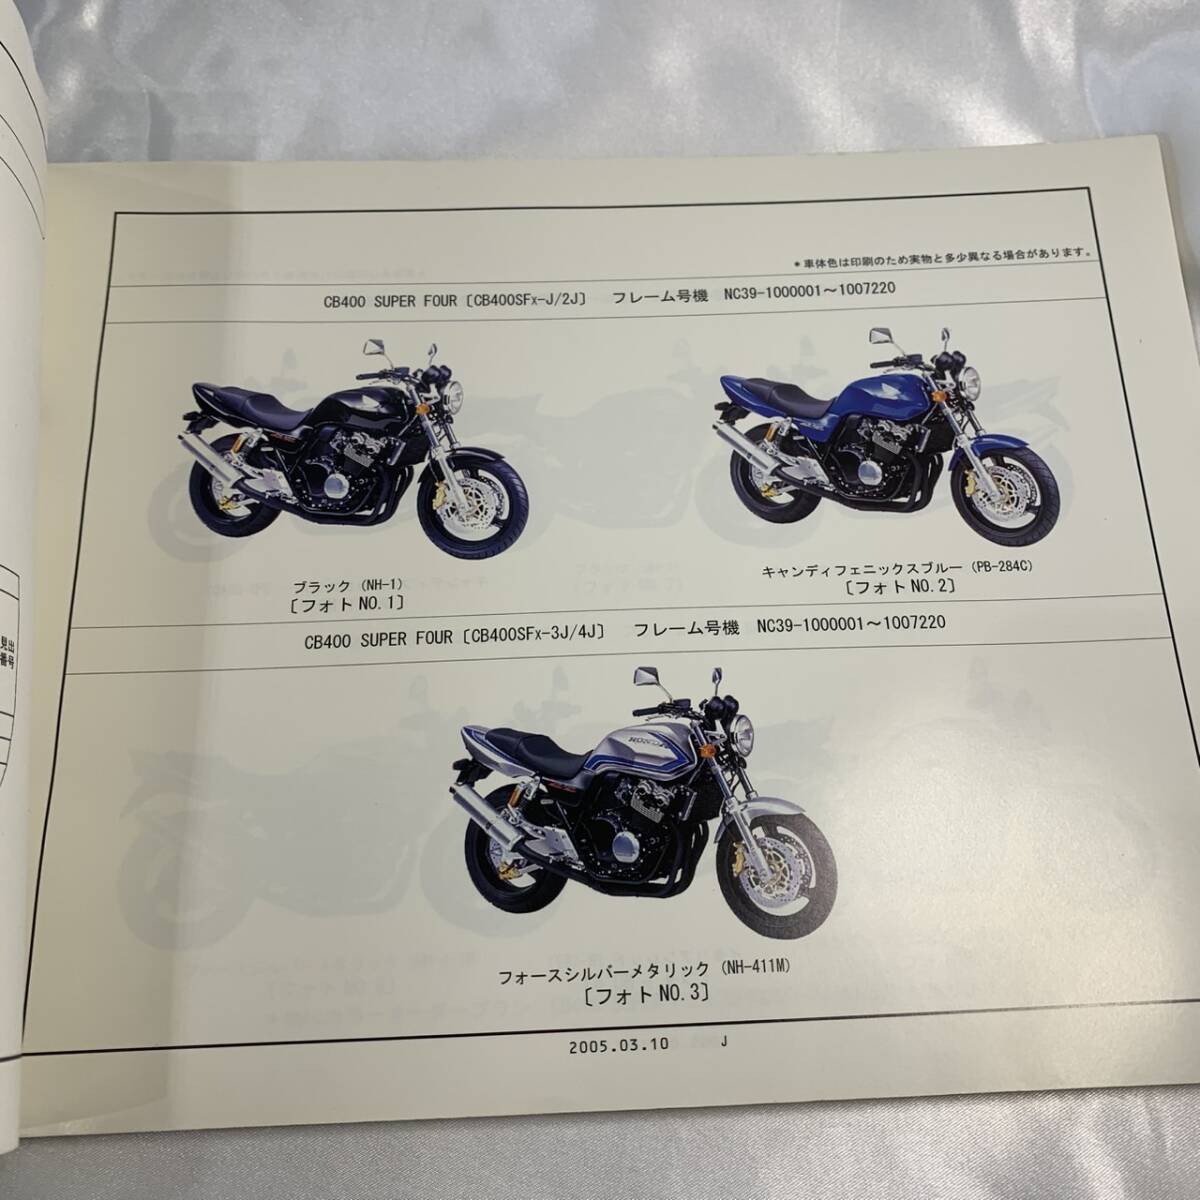 ＊車体色は印刷のため実物と多少異なる場合があります。
CB400 SUPER FOUR〔CB400SFX-J/2J〕　フレーム号機　NC39-1000001～1007220
ブラック（NH-1）
〔フォトNO.1〕
キャンディフェニックスブルー（PB-284C）
〔フォトNO.2〕
CB400 SUPER FOUR〔CB400SFX-3J/4J〕　フレーム号機　NC39-1000001～1007220
HONDA
フォースシルバーメタリック（NH-411M）
〔フォトNO.3〕
2005.03.10　J
見出
番号